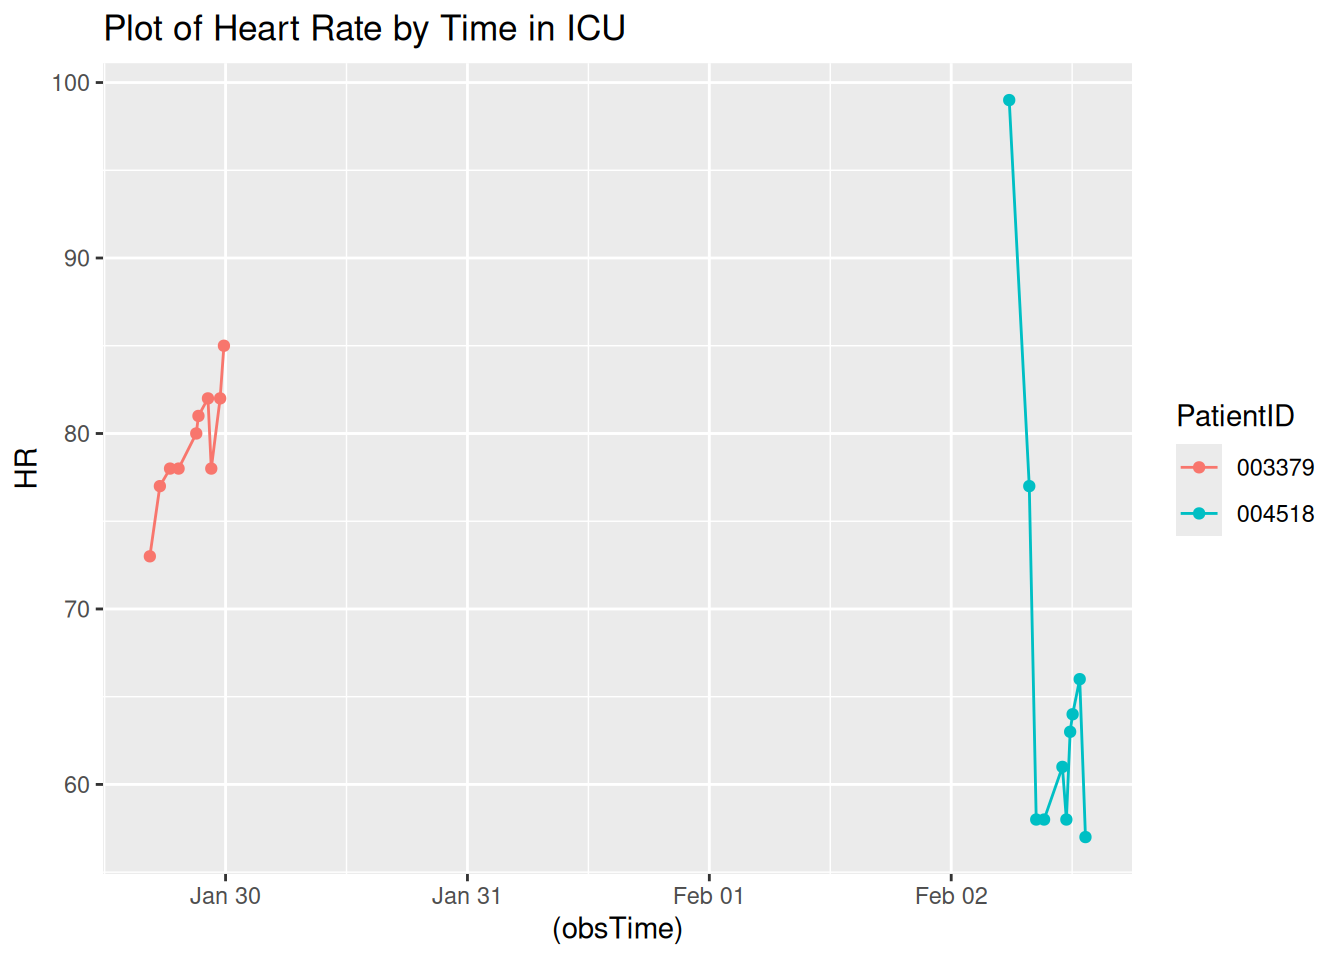 Plot of Heart Rate by Time in ICU
100
90
80
70
60
HR
Jan 30
Jan 31
Feb 01
Feb 02
(obsTime)
PatientID
003379
004518